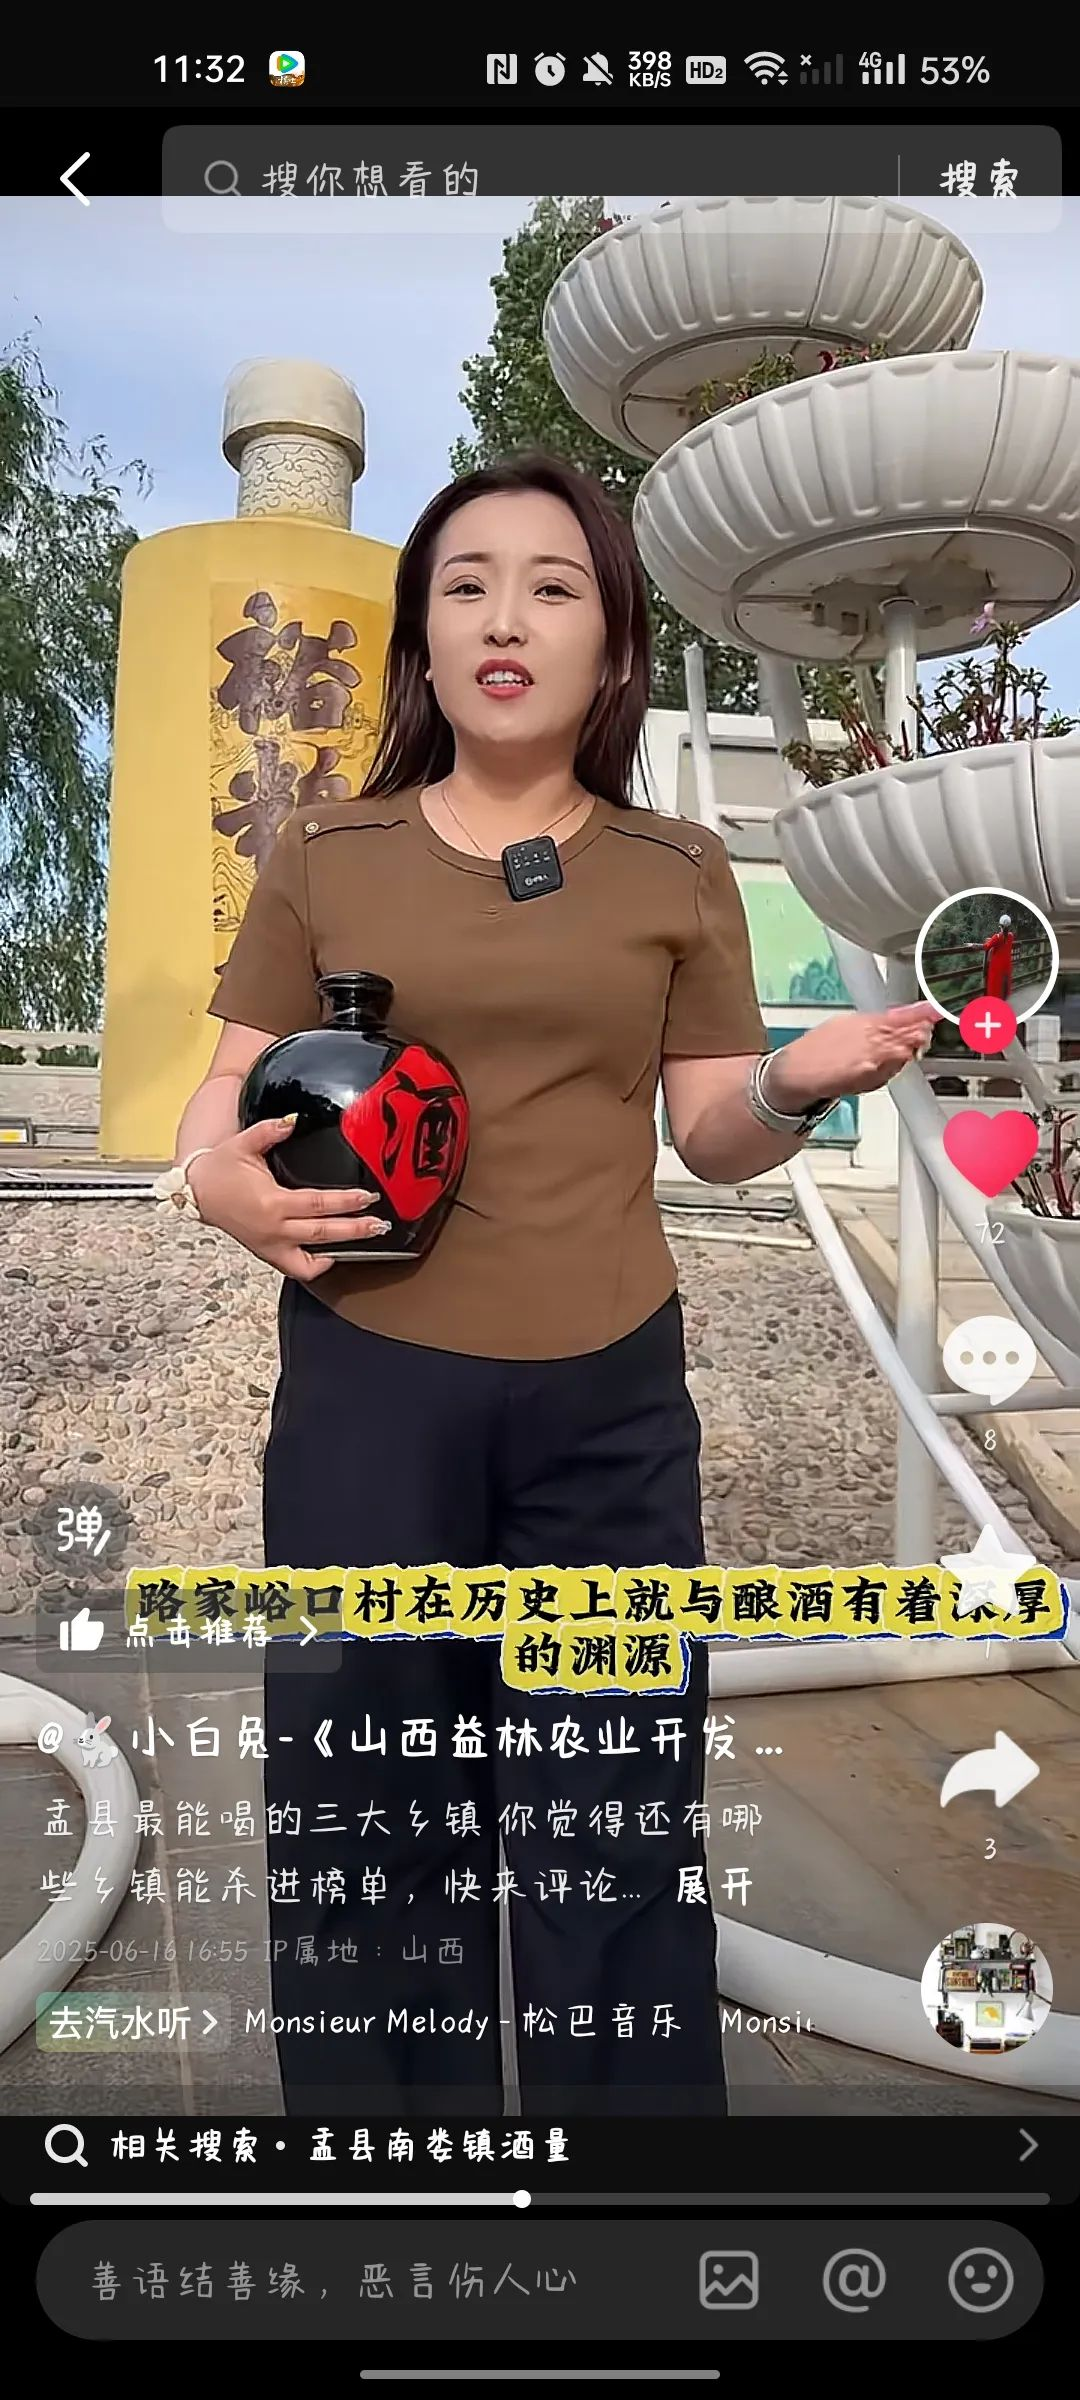 11:32
398
KB/S
HD2
4G
53%
搜你想看的
搜索
裕
酒
72
8
弹
路家峪口村在历史上就与酿酒有着深厚
的渊源
点击推荐
1
@🐇小白兔-《山西益林农业开发...
盂县最能喝的三大乡镇 你觉得还有哪
些乡镇能杀进榜单，快来评论... 展开
3
2025-06-16 16:55 IP属地：山西
去汽水听 Monsieur Melody - 松巴音乐 Monsi
相关搜索·盂县南娄镇酒量
善语结善缘，恶言伤人心